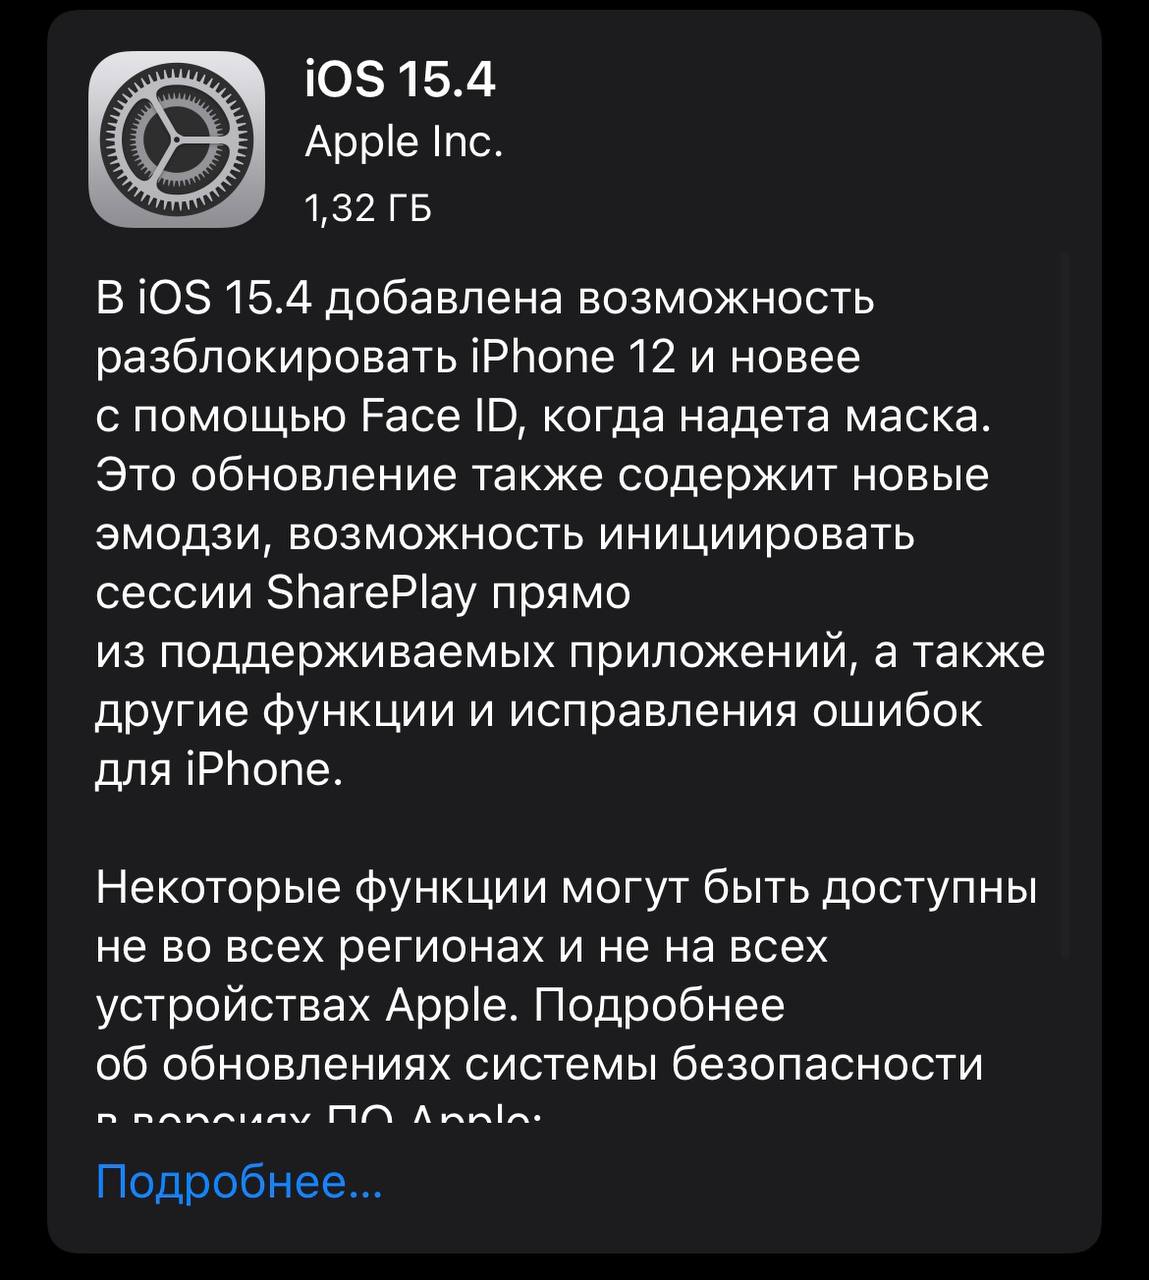 iOS 15.4
Apple Inc.
1,32 ГБ
В iOS 15.4 добавлена возможность
разблокировать iPhone 12 и новее
с помощью Face ID, когда надета маска.
Это обновление также содержит новые
эмодзи, возможность инициировать
сессии SharePlay прямо
из поддерживаемых приложений, а также
другие функции и исправления ошибок
для iPhone.
Некоторые функции могут быть доступны
не во всех регионах и не на всех
устройствах Apple. Подробнее
об обновлениях системы безопасности
в версиях ПО Apple:
Подробнее...